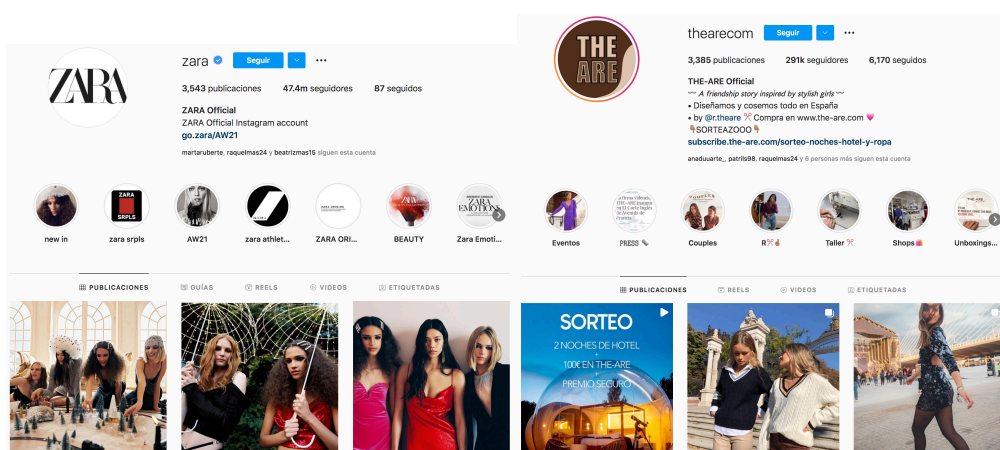 ZARA
zara
Seguir
3,543 publicaciones 47.4m seguidores 87 seguidos
ZARA Official
ZARA Official Instagram account
go.zara/AW21
martaruberte, raquelmas24 y beatrizmas15 siguen esta cuenta
ZARA
SRPLS
ZARA
ZARA
EMOTION
new in zara srpls AW21 zara athlet... ZARA ORI... BEAUTY Zara Emoti...
PUBLICACIONES GUÍAS REELS VIDEOS ETIQUETADAS
THE
ARE
thearecom
Seguir
3,385 publicaciones 291k seguidores 6,170 seguidos
THE-ARE Official
〰 A friendship story inspired by stylish girls 〰
• Diseñamos y cosemos todo en España
• by @r.theare ✂️ Compra en www.the-are.com 💗
👇🏽SORTEAZOOO👇🏽
subscribe.the-are.com/sorteo-noches-hotel-y-ropa
anaduuarte_, patrlls98, raquelmas24 y 6 personas más siguen esta cuenta
Eventos PRESS 🗞️ Couples R✂️🤞🏽 Taller ✂️ Shops🛍️ Unboxings...
PUBLICACIONES REELS VIDEOS ETIQUETADAS
SORTEO
2 NOCHES DE HOTEL
+
100€ EN THE-ARE
+
PREMIO SEGURO